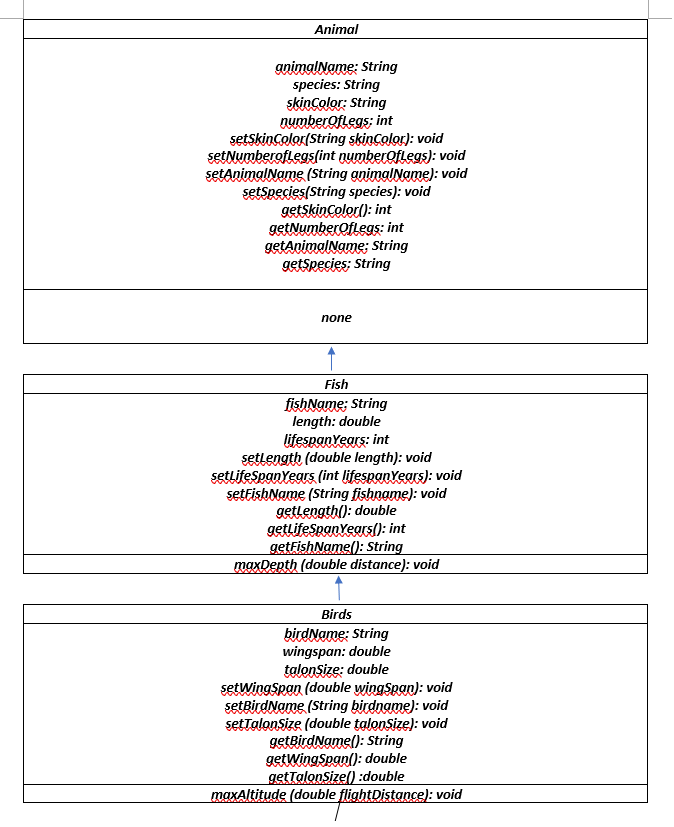 Animal
animalName: String
species: String
skinColor: String
numberOfLegs: int
setSkinColor(String skinColor): void
setNumberofLegs(int numberOfLegs): void
setAnimalName (String animalName): void
setSpecies(String species): void
getSkinColor(): int
getNumberOfLegs: int
getAnimalName: String
getSpecies: String
none
Fish
fishName: String
length: double
lifespanYears: int
setLength (double length): void
setLifeSpanYears (int lifespanYears): void
setFishName (String fishname): void
getLength(): double
getLifeSpanYears(): int
getFishName(): String
maxDepth (double distance): void
Birds
birdName: String
wingspan: double
talonSize: double
setWingSpan (double wingSpan): void
setBirdName (String birdname): void
setTalonSize (double talonSize): void
getBirdName(): String
getWingSpan(): double
getTalonSize() :double
maxAltitude (double flightDistance): void